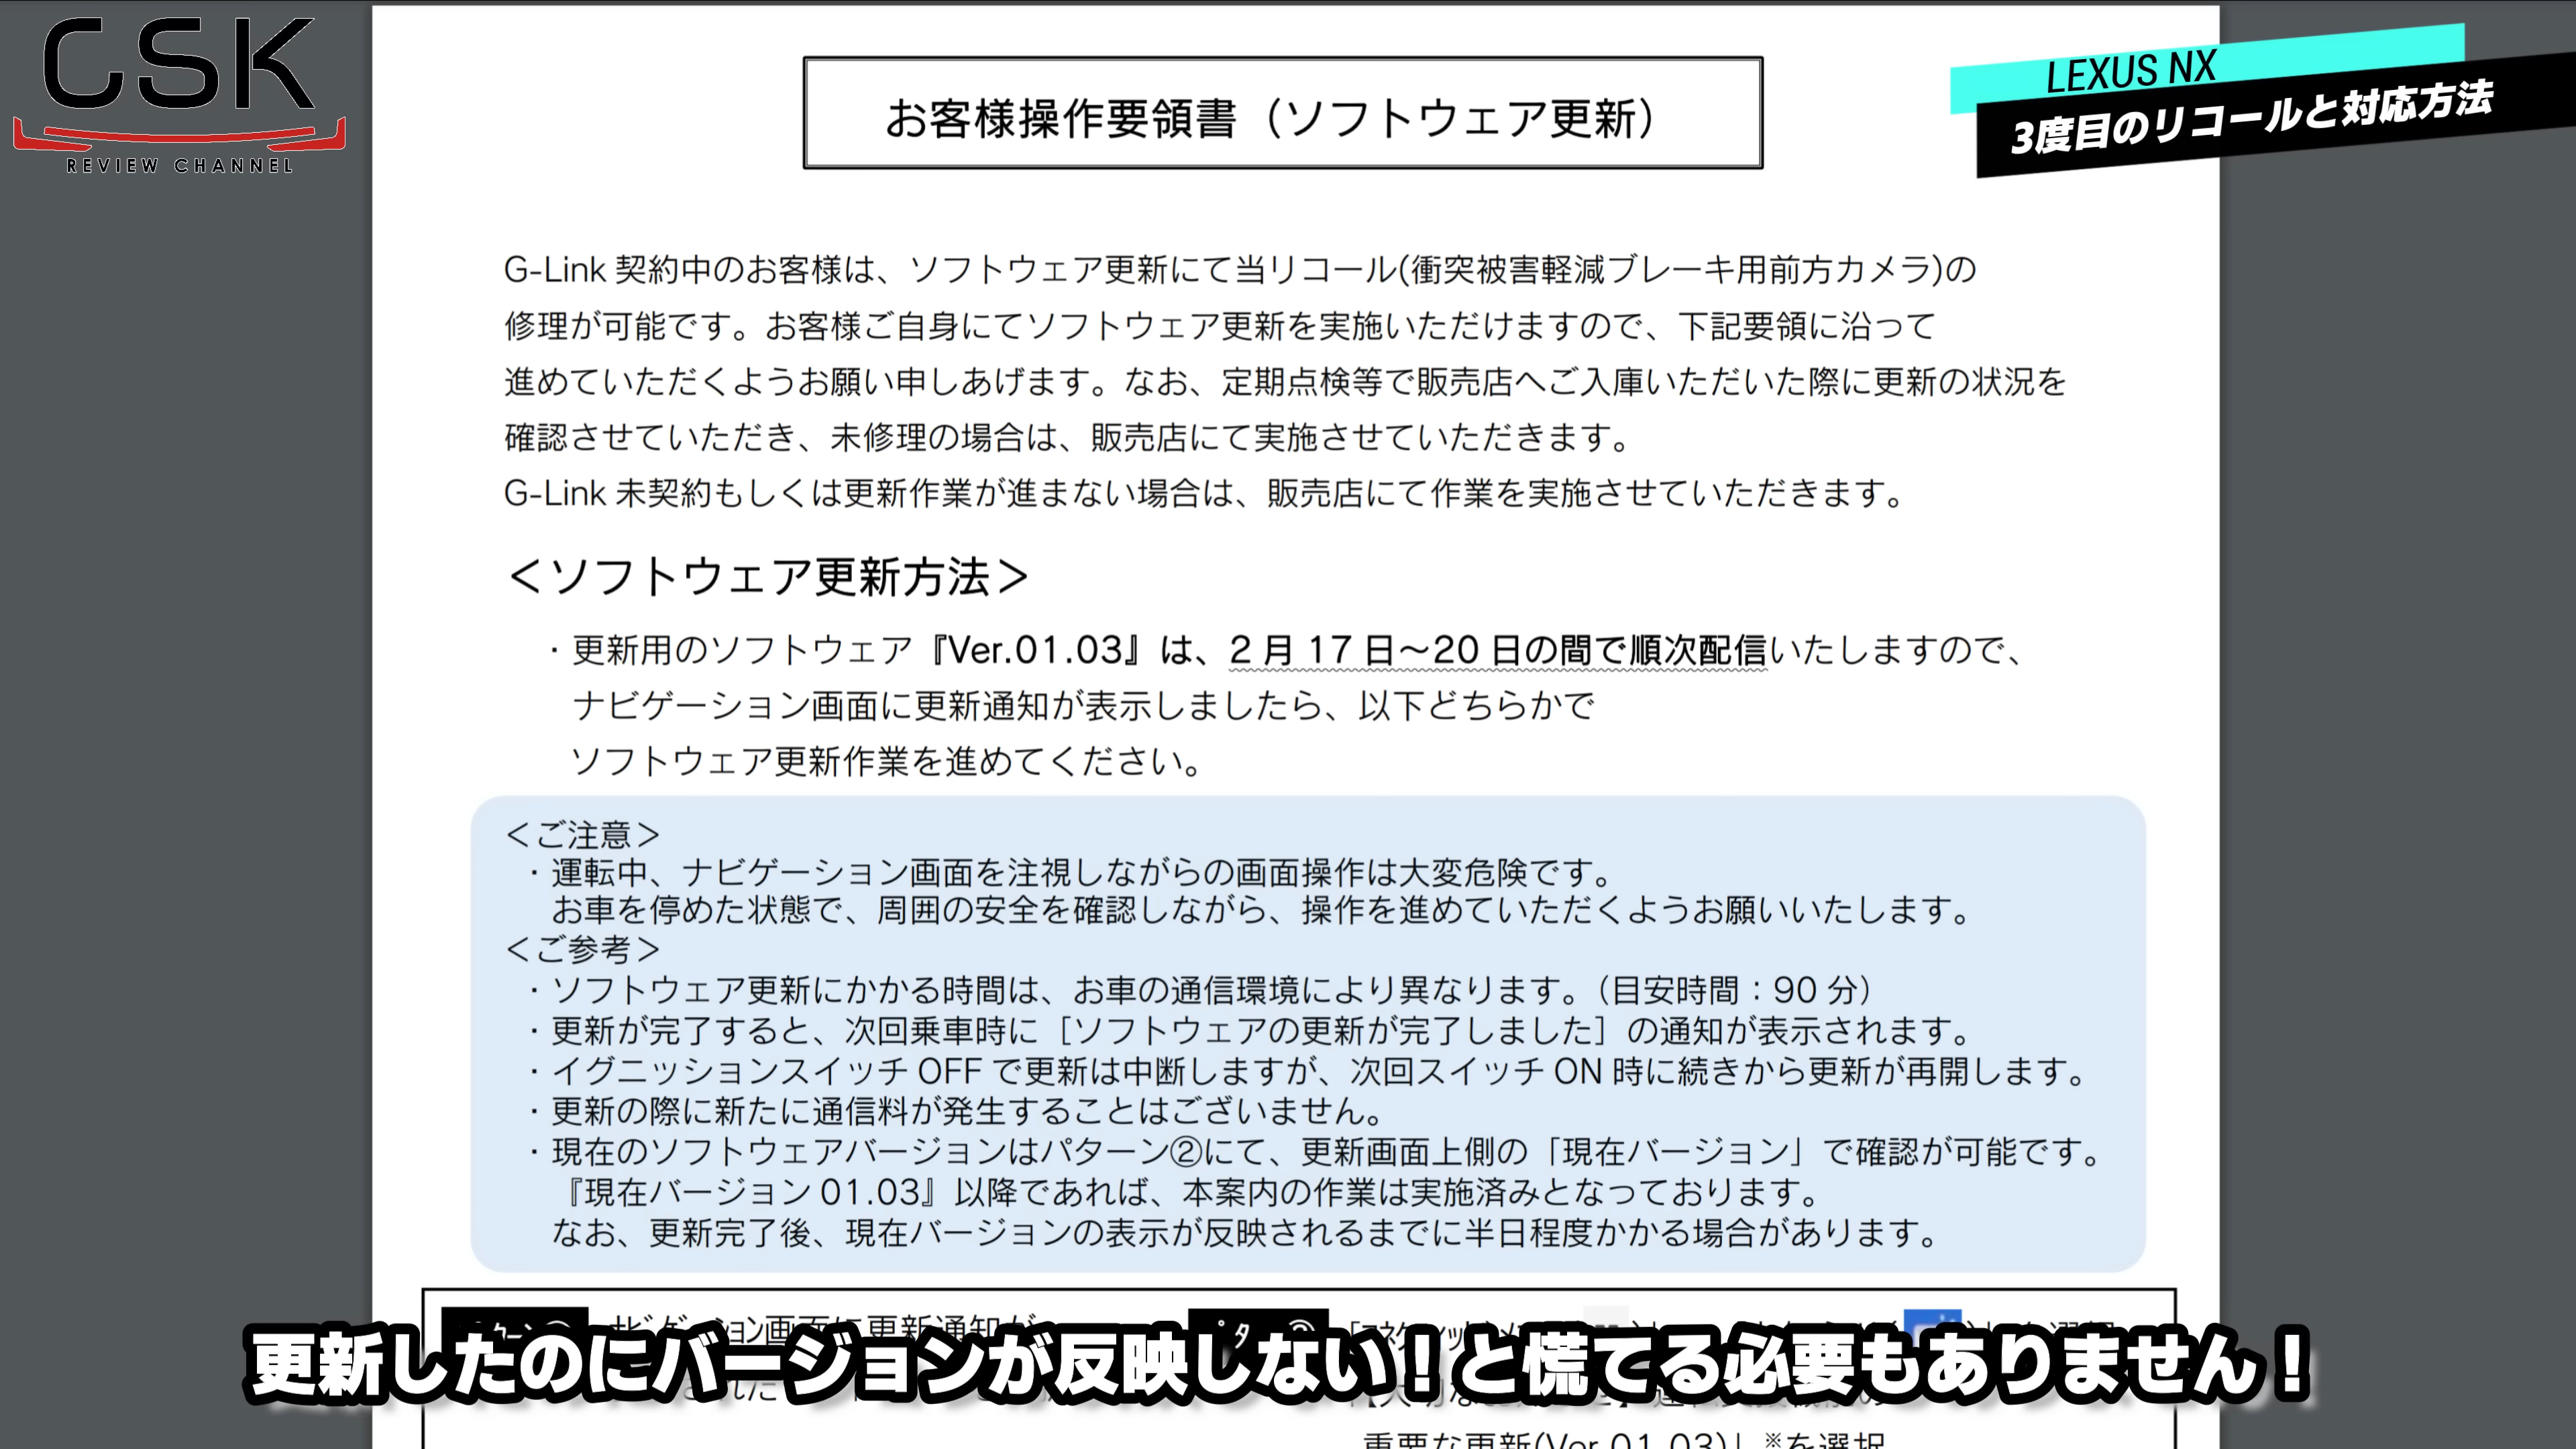 CSK
REVIEW CHANNEL
LEXUS NX
3度目のリコールと対応方法
お客様操作要領書（ソフトウェア更新）
G-Link 契約中のお客様は、ソフトウェア更新にて当リコール(衝突被害軽減ブレーキ用前方カメラ)の
修理が可能です。お客様ご自身にてソフトウェア更新を実施いただけますので、下記要領に沿って
進めていただくようお願い申しあげます。なお、定期点検等で販売店へご入庫いただいた際に更新の状況を
確認させていただき、未修理の場合は、販売店にて実施させていただきます。
G-Link 未契約もしくは更新作業が進まない場合は、販売店にて作業を実施させていただきます。
＜ソフトウェア更新方法＞
・更新用のソフトウェア『Ver.01.03』は、2 月 17 日～20 日の間で順次配信いたしますので、
ナビゲーション画面に更新通知が表示しましたら、以下どちらかで
ソフトウェア更新作業を進めてください。
＜ご注意＞
・運転中、ナビゲーション画面を注視しながらの画面操作は大変危険です。
お車を停めた状態で、周囲の安全を確認しながら、操作を進めていただくようお願いいたします。
＜ご参考＞
・ソフトウェア更新にかかる時間は、お車の通信環境により異なります。（目安時間：90 分）
・更新が完了すると、次回乗車時に［ソフトウェアの更新が完了しました］の通知が表示されます。
・イグニッションスイッチ OFF で更新は中断しますが、次回スイッチ ON 時に続きから更新が再開します。
・更新の際に新たに通信料が発生することはございません。
・現在のソフトウェアバージョンはパターン②にて、更新画面上側の「現在バージョン」で確認が可能です。
『現在バージョン 01.03』以降であれば、本案内の作業は実施済みとなっております。
なお、更新完了後、現在バージョンの表示が反映されるまでに半日程度かかる場合があります。
ﾅﾋﾞｹﾞｰｼｮﾝ画面に更新通知が
更新したのにバージョンが反映しない！と慌てる必要もありません！
重要な更新(Ver.01.03)」※を選択